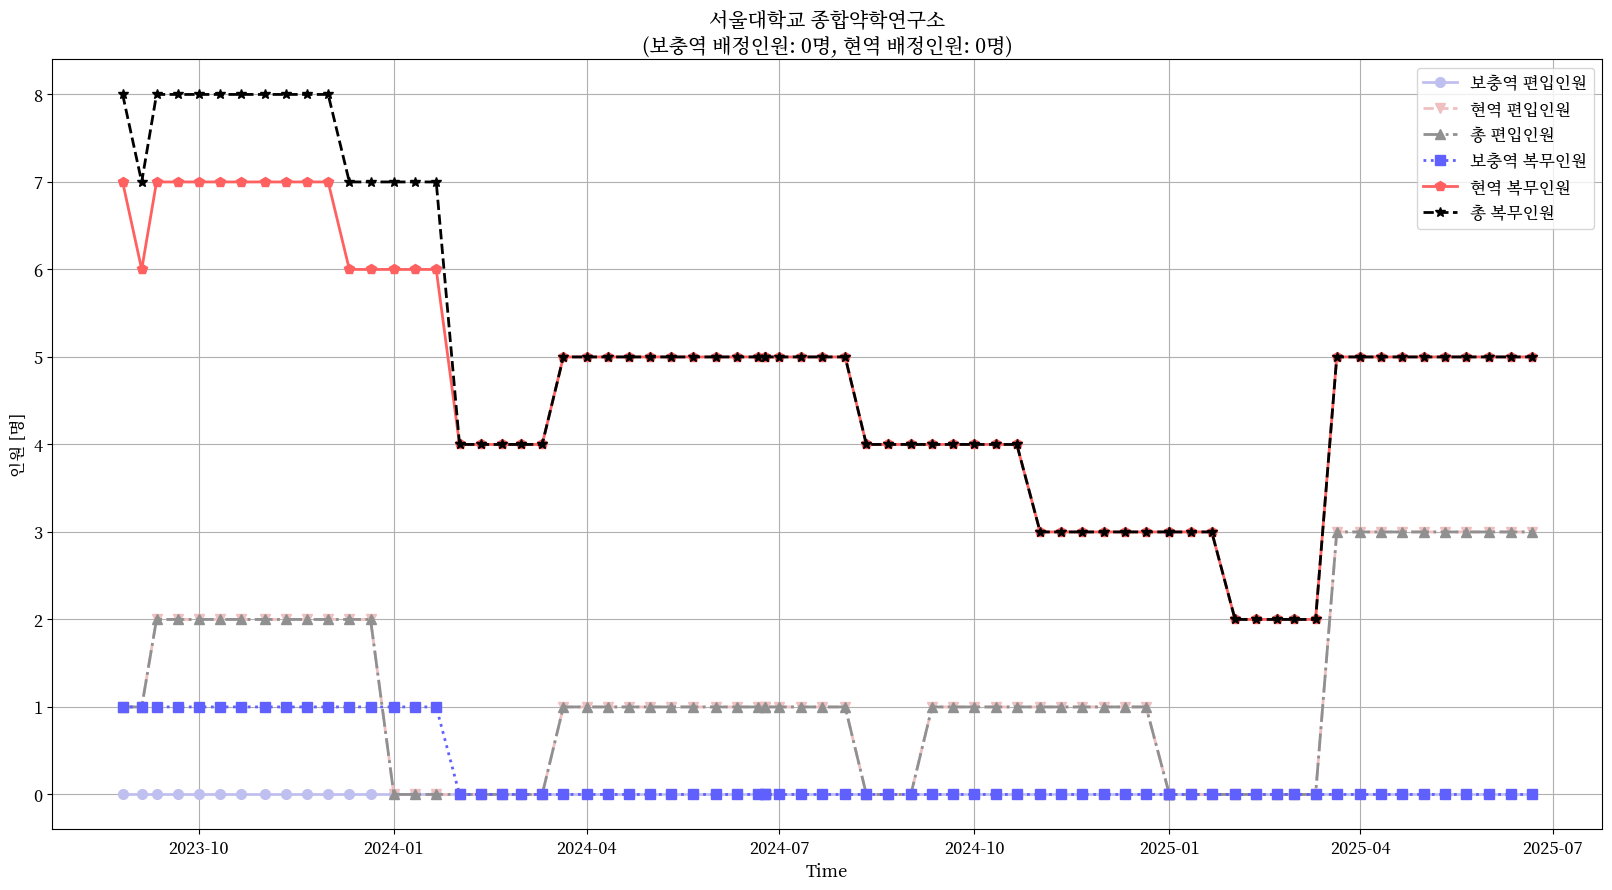 서울대학교 종합약학연구소
(보충역 배정인원: 0명, 현역 배정인원: 0명)
보충역 편입인원
현역 편입인원
총 편입인원
보충역 복무인원
현역 복무인원
총 복무인원
인원 [명]
8
7
6
5
4
3
2
1
0
2023-10
2024-01
2024-04
2024-07
2024-10
2025-01
2025-04
2025-07
Time